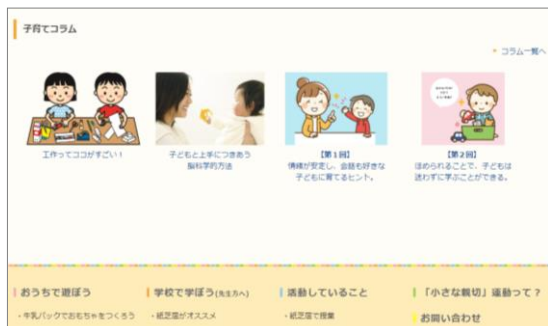 子育てコラム
コラム一覧へ
工作ってココがすごい！
子どもと上手につきあう
脳科学的方法
【第1回】
情緒が安定し、会話も好きな
子どもに育てるヒント。
【第2回】
ほめられることで、子どもは
迷わずに学ぶことができる。
おうちで遊ぼう
学校で学ぼう(先生方へ)
活動していること
「小さな親切」運動って？
・牛乳パックでおもちゃをつくろう
・紙芝居がオススメ
・紙芝居で授業
お問い合わせ